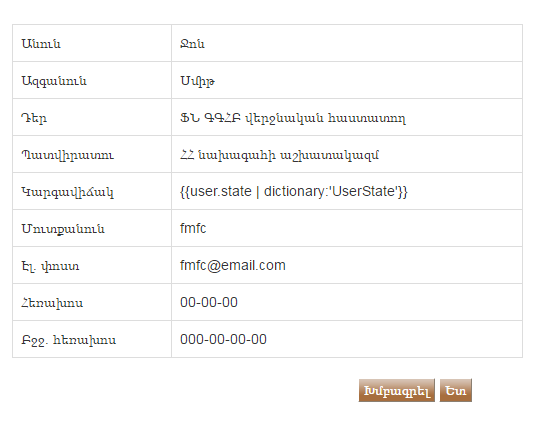 Անուն Ջոն
Ազգանուն Սմիթ
Դեր ՖՆ ԳԳՀԲ վերջնական հաստատող
Պատվիրատու ՀՀ նախագահի աշխատակազմ
Կարգավիճակ {{user.state | dictionary:'UserState'}}
Մուտքանուն fmfc
Էլ. փոստ fmfc@email.com
Հեռախոս 00-00-00
Բջջ. հեռախոս 000-00-00-00
Խմբագրել Ետ